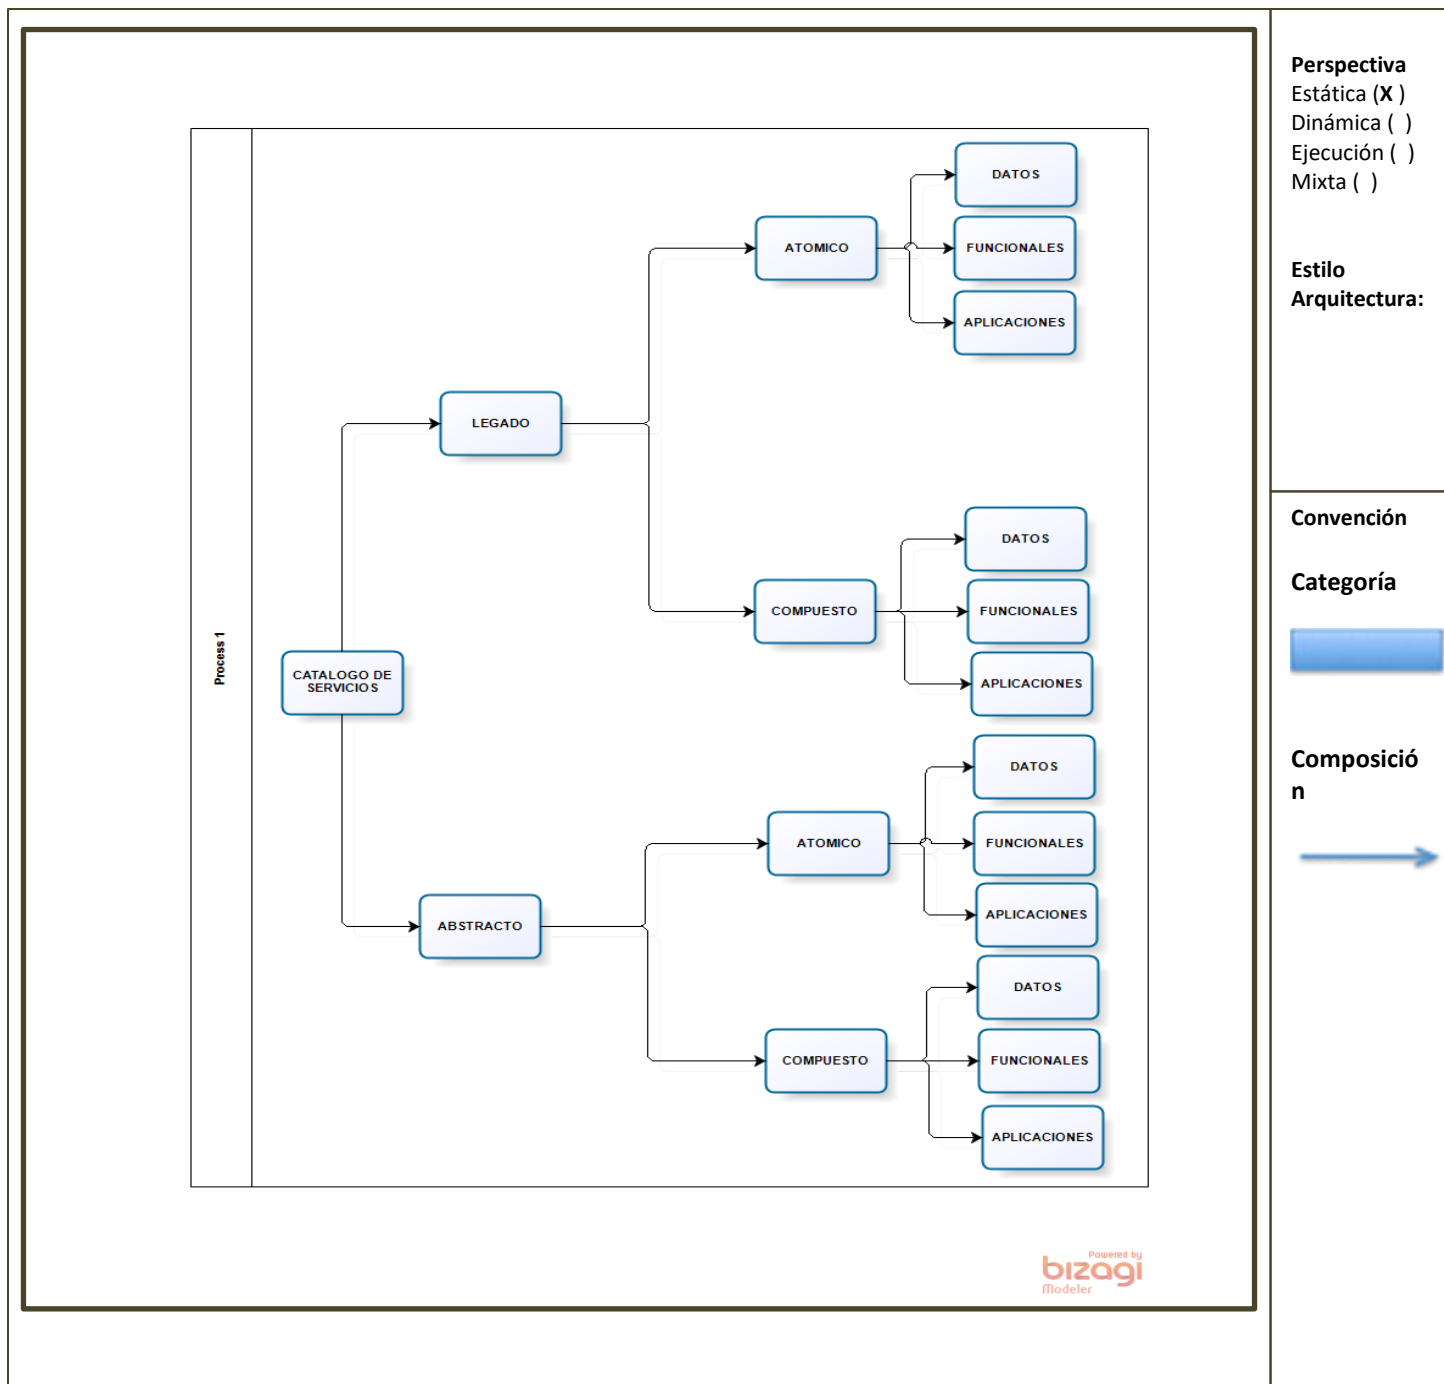 Process 1
CATALOGO DE
SERVICIOS
LEGADO
ATOMICO
DATOS
FUNCIONALES
APLICACIONES
COMPUESTO
DATOS
FUNCIONALES
APLICACIONES
ABSTRACTO
ATOMICO
DATOS
FUNCIONALES
APLICACIONES
COMPUESTO
DATOS
FUNCIONALES
APLICACIONES
Powered by
bizagi
Modeler
Perspectiva
Estática (X )
Dinámica ( )
Ejecución ( )
Mixta ( )
Estilo
Arquitectura:
Convención
Categoría
Composició
n